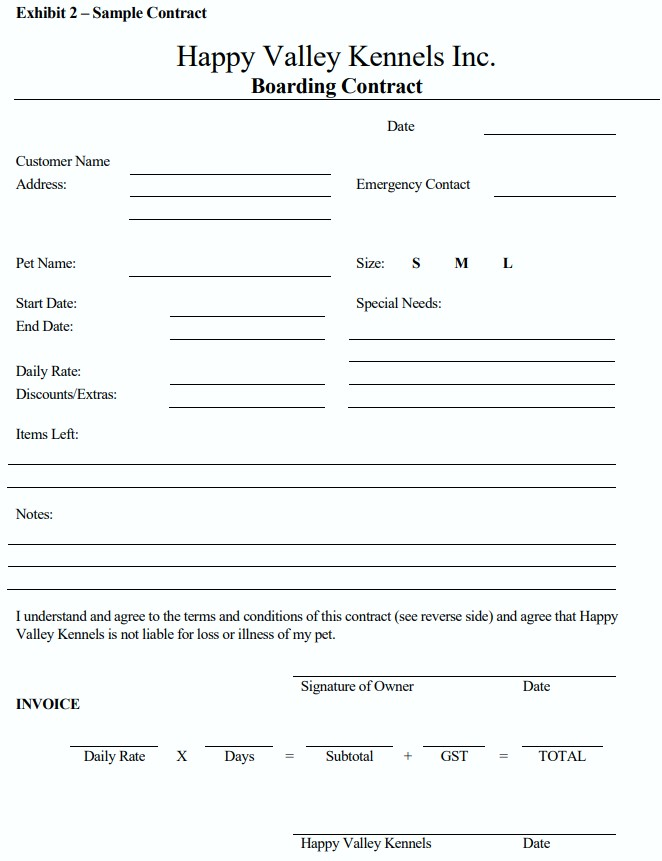 Exhibit 2 – Sample Contract
Happy Valley Kennels Inc.
Boarding Contract
Date
Customer Name
Address: Emergency Contact
Pet Name: Size: S M L
Start Date: Special Needs:
End Date:
Daily Rate:
Discounts/Extras:
Items Left:
Notes:
I understand and agree to the terms and conditions of this contract (see reverse side) and agree that Happy
Valley Kennels is not liable for loss or illness of my pet.
Signature of Owner Date
INVOICE
Daily Rate X Days = Subtotal + GST = TOTAL
Happy Valley Kennels Date